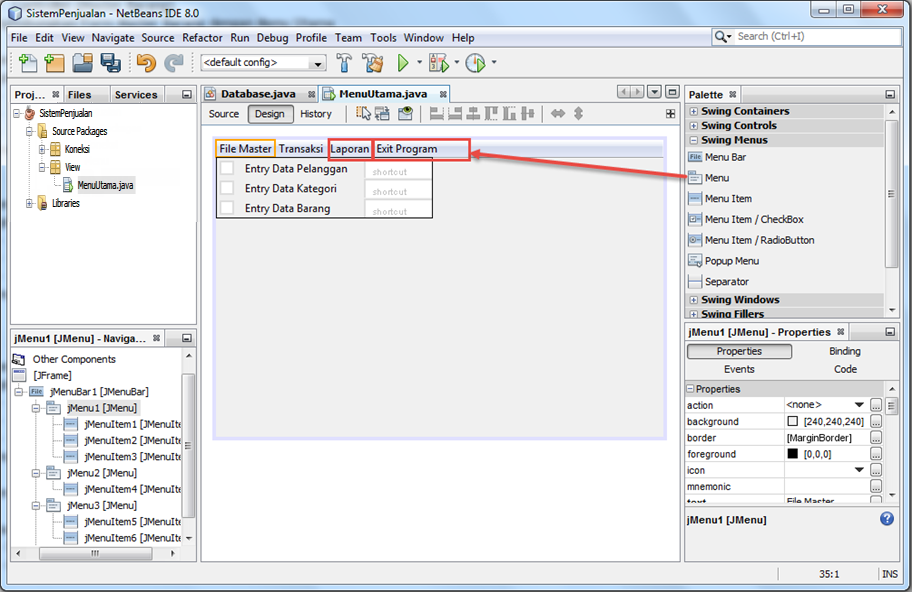 SistemPenjualan - NetBeans IDE 8.0
File Edit View Navigate Source Refactor Run Debug Profile Team Tools Window Help
Search (Ctrl+I)
<default config>
Proj... Files Services
SistemPenjualan
Source Packages
Koneksi
View
MenuUtama.java
Libraries
Database.java MenuUtama.java
Source Design History
File Master Transaksi Laporan Exit Program
Entry Data Pelanggan shortcut
Entry Data Kategori shortcut
Entry Data Barang shortcut
Palette
Swing Containers
Swing Controls
Swing Menus
File Menu Bar
Menu
Menu Item
Menu Item / CheckBox
Menu Item / RadioButton
Popup Menu
Separator
Swing Windows
Swing Fillers
jMenu1 [JMenu] - Naviga...
Other Components
[JFrame]
File jMenuBar1 [JMenuBar]
jMenu1 [JMenu]
jMenuItem1 [JMenuIte
jMenuItem2 [JMenuIte
jMenuItem3 [JMenuIte
jMenu2 [JMenu]
jMenuItem4 [JMenuIte
jMenu3 [JMenu]
jMenuItem5 [JMenuIte
jMenuItem6 [JMenuIte
jMenu1 [JMenu] - Properties
Properties Binding
Events Code
Properties
action <none> ...
background [240,240,240] ...
border [MarginBorder] ...
foreground [0,0,0] ...
icon ...
mnemonic ...
text File Master
jMenu1 [JMenu]
?
35:1 INS